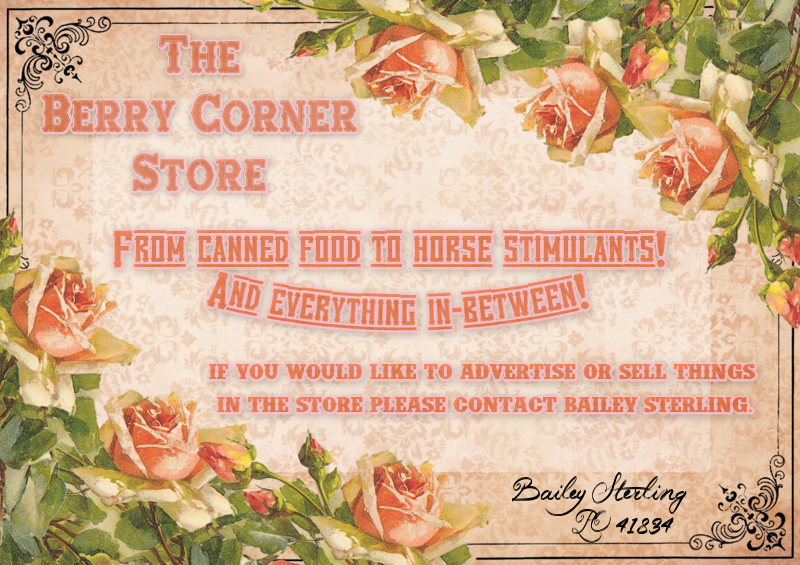 The
Berry Corner
Store
From canned food to horse stimulants!
And everything in-between!
if you would like to advertise or sell things
in the store please contact Bailey Sterling.
Bailey Sterling
41834